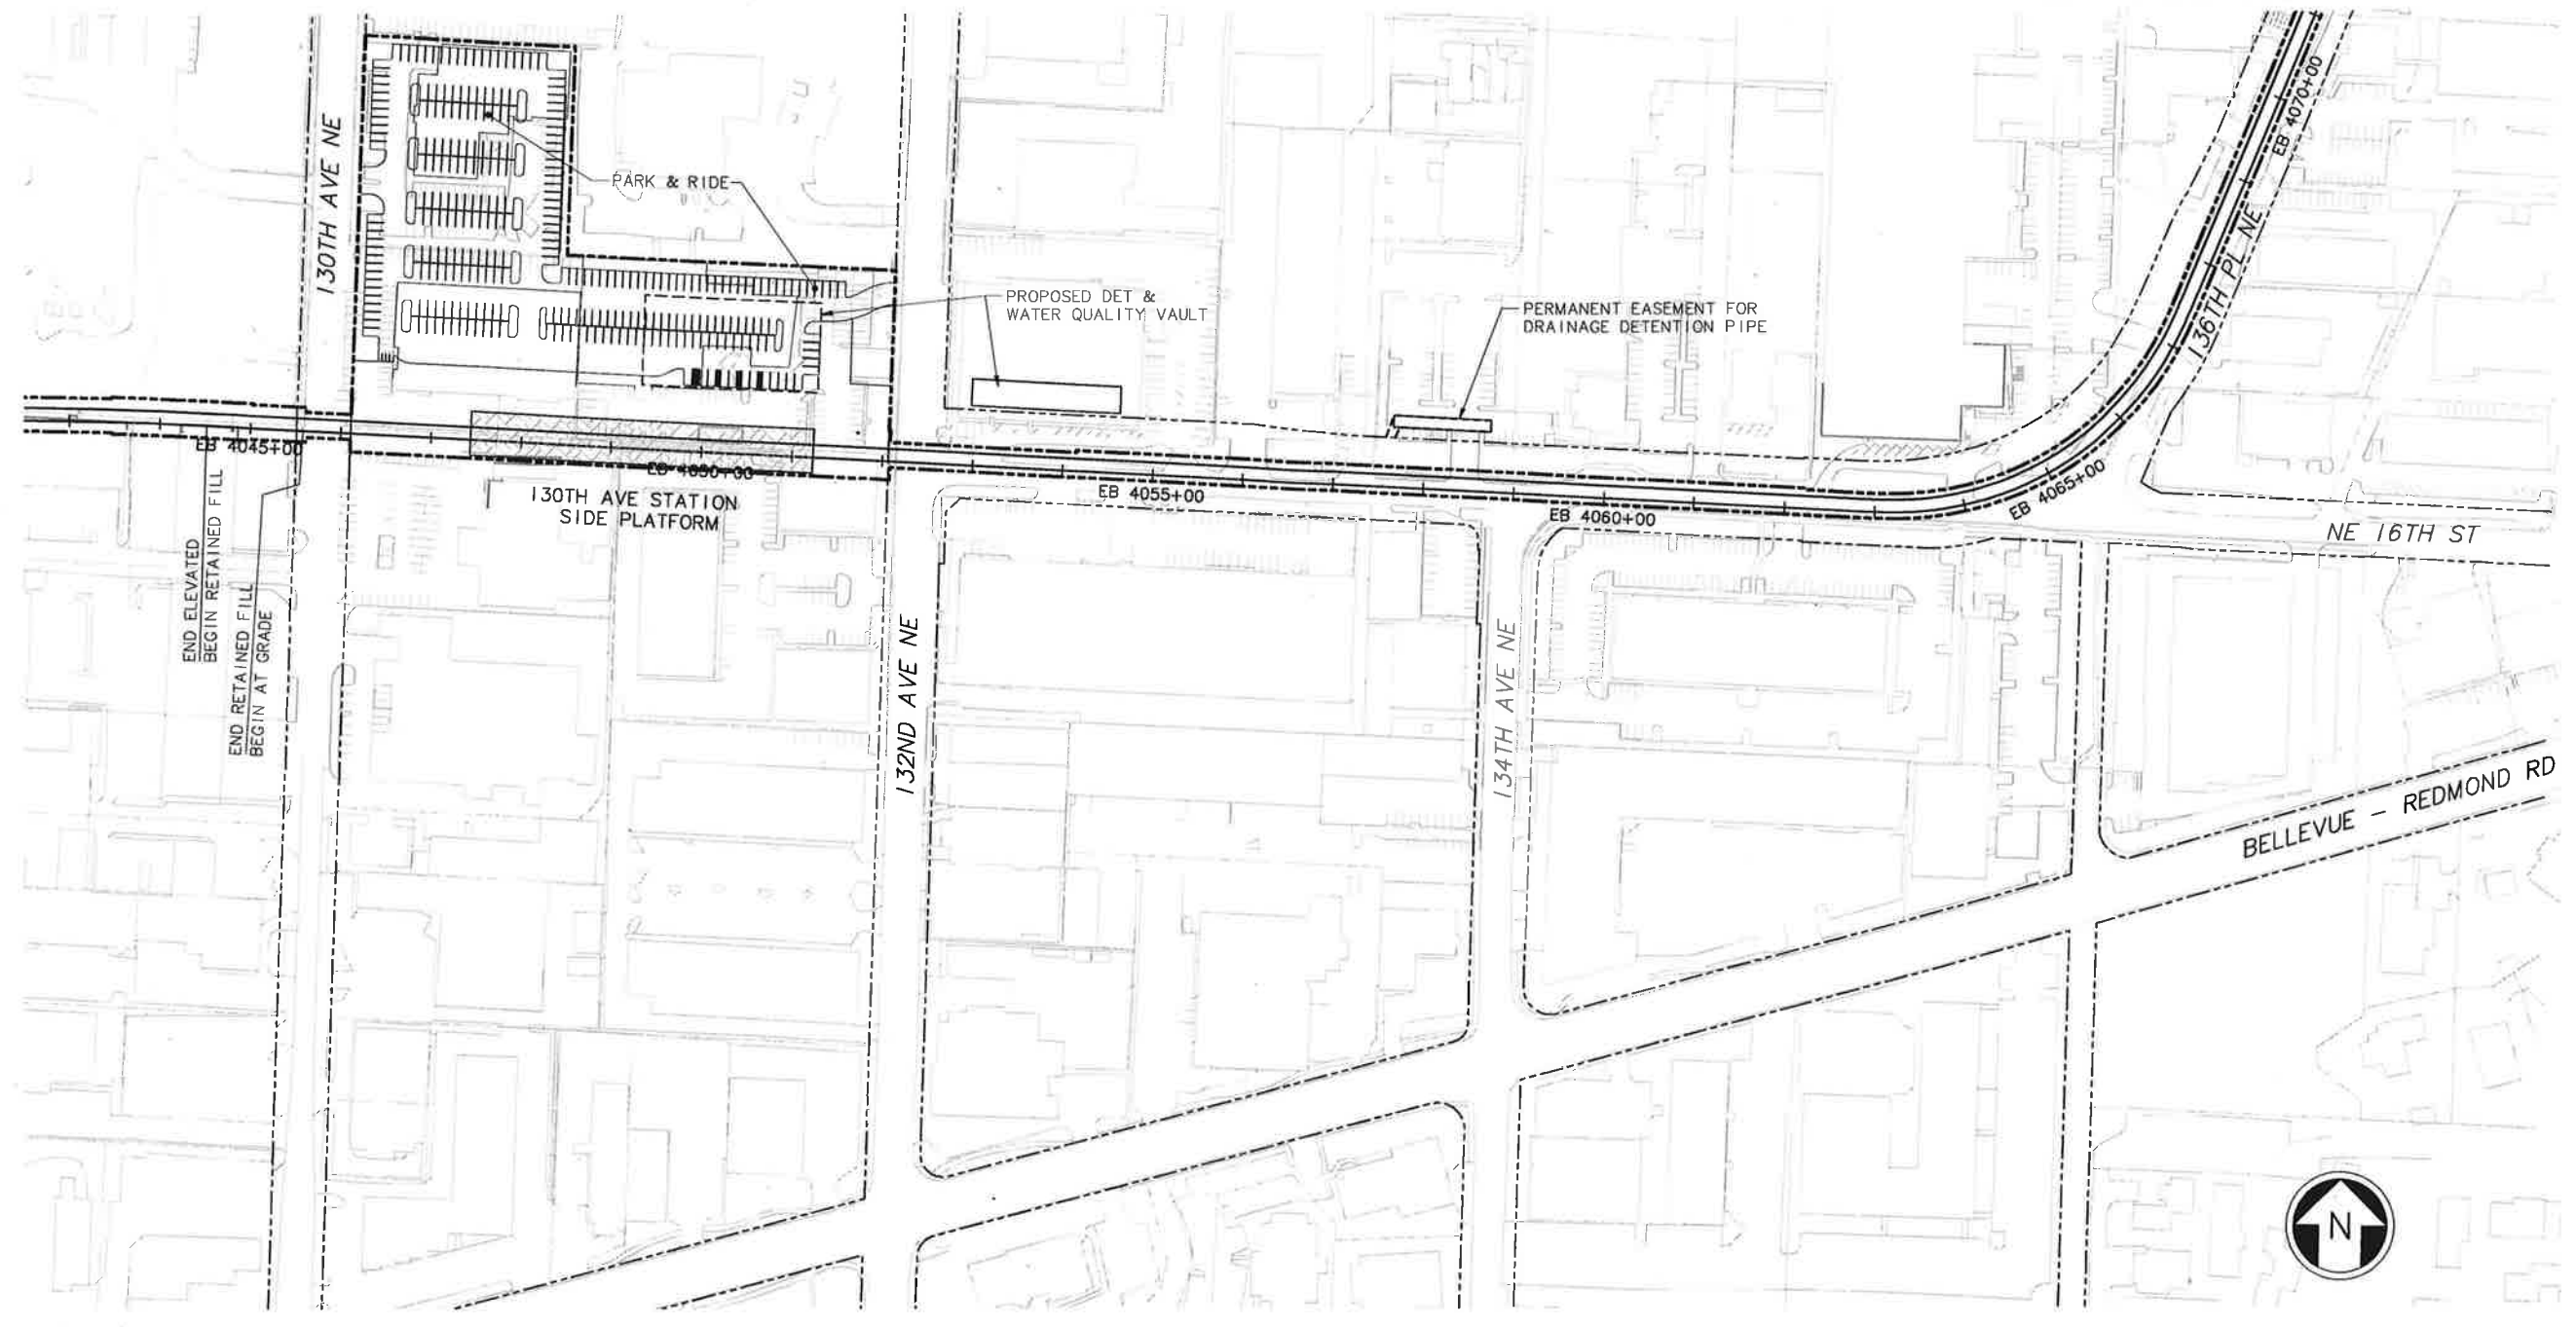 130TH AVE NE
PARK & RIDE
PROPOSED DET &
WATER QUALITY VAULT
PERMANENT EASEMENT FOR
DRAINAGE DETENTION PIPE
EB 4070+00
136TH PL NE
EB 4045+00
EB 4050+00
EB 4055+00
EB 4060+00
EB 4065+00
130TH AVE STATION
SIDE PLATFORM
NE 16TH ST
END ELEVATED
BEGIN RETAINED FILL
END RETAINED FILL
BEGIN AT GRADE
132ND AVE NE
134TH AVE NE
BELLEVUE - REDMOND RD
N